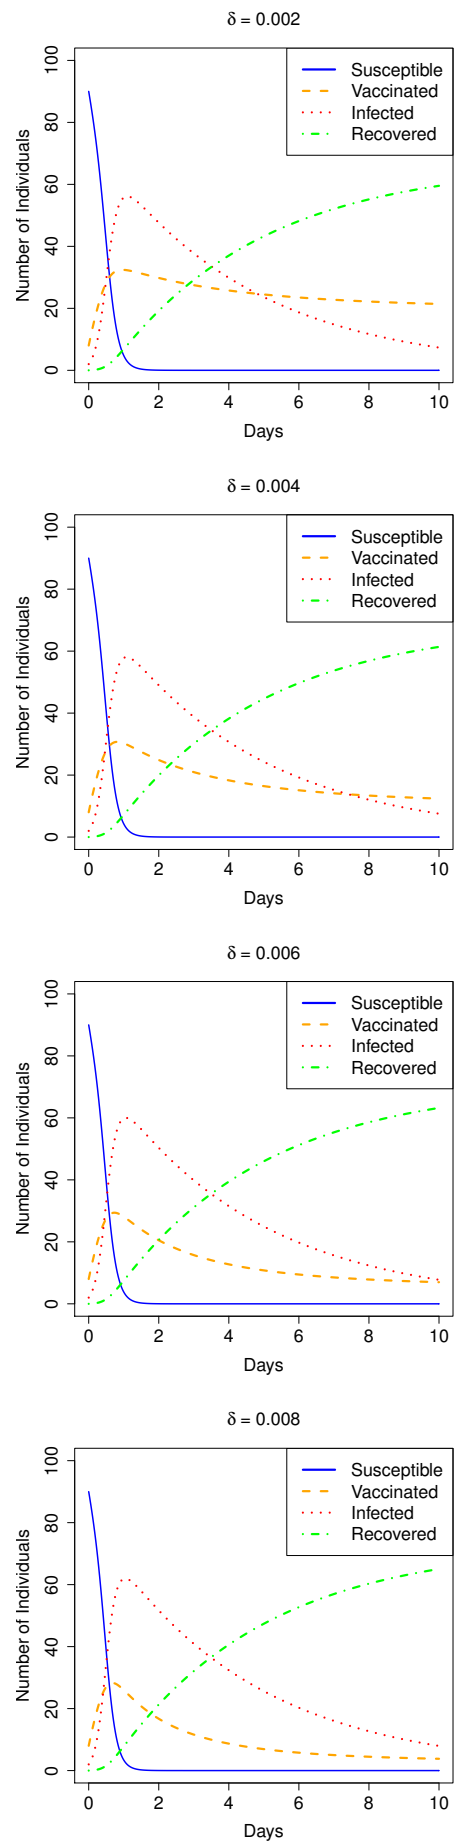 δ = 0.002
Number of Individuals
100
80
60
40
20
0
Susceptible
Vaccinated
Infected
Recovered
0 2 4 6 8 10
Days
δ = 0.004
Number of Individuals
100
80
60
40
20
0
Susceptible
Vaccinated
Infected
Recovered
0 2 4 6 8 10
Days
δ = 0.006
Number of Individuals
100
80
60
40
20
0
Susceptible
Vaccinated
Infected
Recovered
0 2 4 6 8 10
Days
δ = 0.008
Number of Individuals
100
80
60
40
20
0
Susceptible
Vaccinated
Infected
Recovered
0 2 4 6 8 10
Days